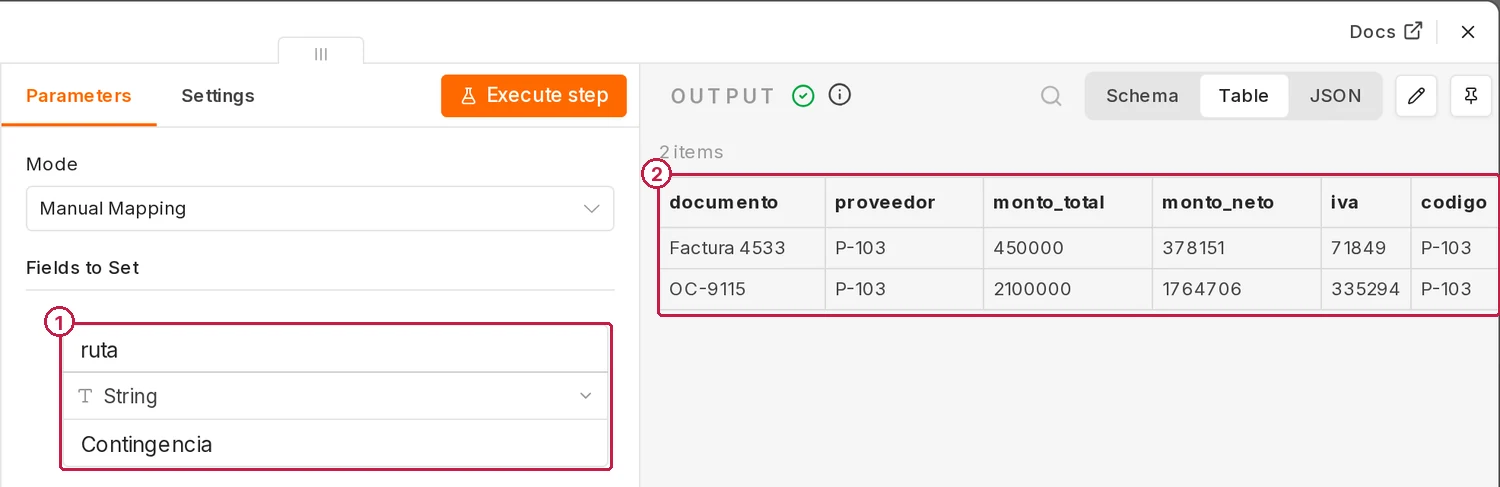 Docs
Parameters Settings Execute step
OUTPUT Schema Table JSON
Mode
Manual Mapping
Fields to Set
1
ruta
String
Contingencia
2 items
2
documento proveedor monto_total monto_neto iva codigo
Factura 4533 P-103 450000 378151 71849 P-103
OC-9115 P-103 2100000 1764706 335294 P-103